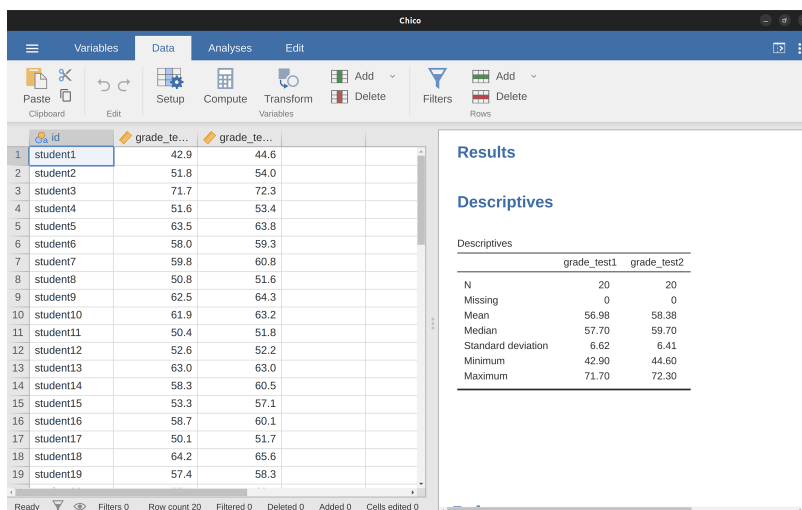 Chico
Variables Data Analyses Edit
Paste
Clipboard
Edit
Setup
Compute
Transform
Add
Delete
Variables
Filters
Add
Delete
Rows
id grade_te... grade_te...
1 student1 42.9 44.6
2 student2 51.8 54.0
3 student3 71.7 72.3
4 student4 51.6 53.4
5 student5 63.5 63.8
6 student6 58.0 59.3
7 student7 59.8 60.8
8 student8 50.8 51.6
9 student9 62.5 64.3
10 student10 61.9 63.2
11 student11 50.4 51.8
12 student12 52.6 52.2
13 student13 63.0 63.0
14 student14 58.3 60.5
15 student15 53.3 57.1
16 student16 58.7 60.1
17 student17 50.1 51.7
18 student18 64.2 65.6
19 student19 57.4 58.3
Ready Filters 0 Row count 20 Filtered 0 Deleted 0 Added 0 Cells edited 0
Results
Descriptives
Descriptives
grade_test1 grade_test2
N 20 20
Missing 0 0
Mean 56.98 58.38
Median 57.70 59.70
Standard deviation 6.62 6.41
Minimum 42.90 44.60
Maximum 71.70 72.30